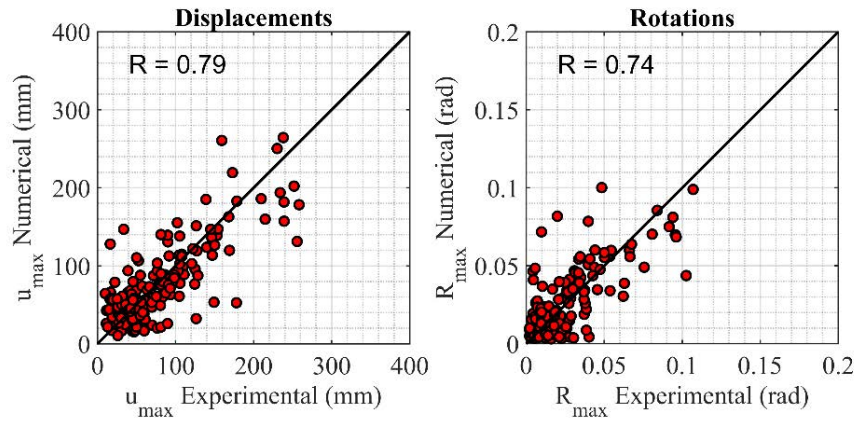 Displacements
400
300
200
100
0
u_max Numerical (mm)
R = 0.79
0 100 200 300 400
u_max Experimental (mm)
Rotations
0.2
0.15
0.1
0.05
0
R_max Numerical (rad)
R = 0.74
0 0.05 0.1 0.15 0.2
R_max Experimental (rad)